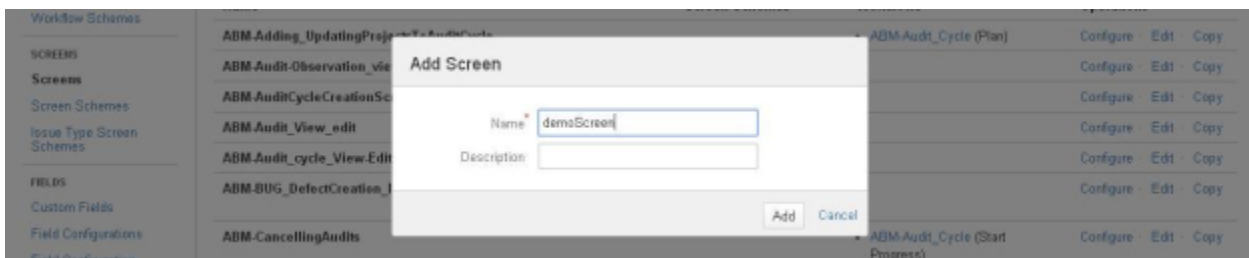 Workflow Schemes
SCREENS
Screens
Screen Schemes
Issue Type Screen
Schemes
FIELDS
Custom Fields
Field Configurations
ABM-Adding_UpdatingProjectsToAuditCycle
ABM-Audit_Cycle (Plan)
Configure · Edit · Copy
ABM-Audit-Observation_vie
Configure · Edit · Copy
ABM-AuditCycleCreationSc
Configure · Edit · Copy
ABM-Audit_View_edit
Configure · Edit · Copy
ABM-Audit_cycle_View-Edit
Configure · Edit · Copy
ABM-BUG_DefectCreation_
Configure · Edit · Copy
ABM-CancellingAudits
ABM-Audit_Cycle (Start
Progress)
Configure · Edit · Copy
Add Screen
Name*
demoScreen
Description
Add
Cancel